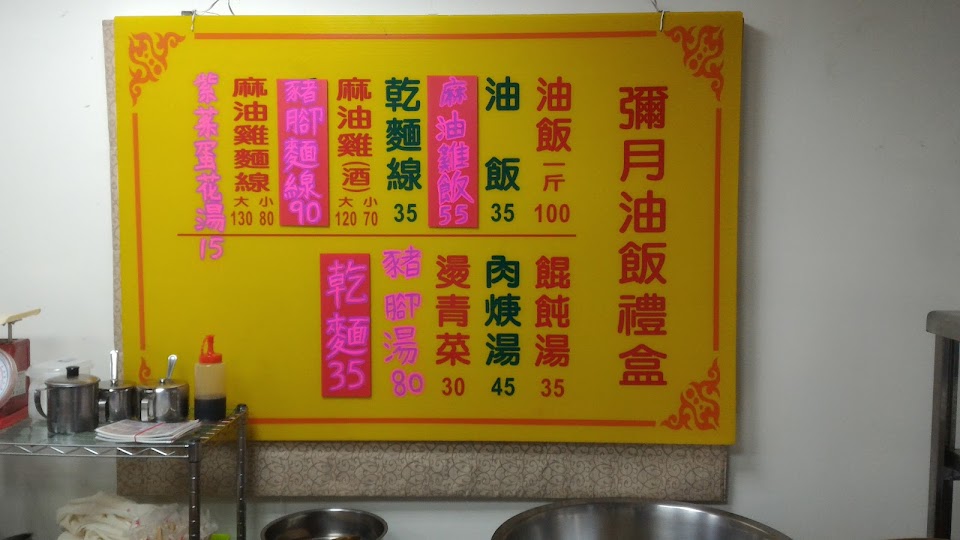 彌月油飯禮盒
油飯一斤 100
油飯 35
麻油雞飯 55
乾麵線 35
麻油雞(酒) 大 小 120 70
豬腳麵線 90
麻油雞麵線 大 小 130 80
紫菜蛋花湯 15
餛飩湯 35
肉焿湯 45
燙青菜 30
豬腳湯 80
乾麵 35